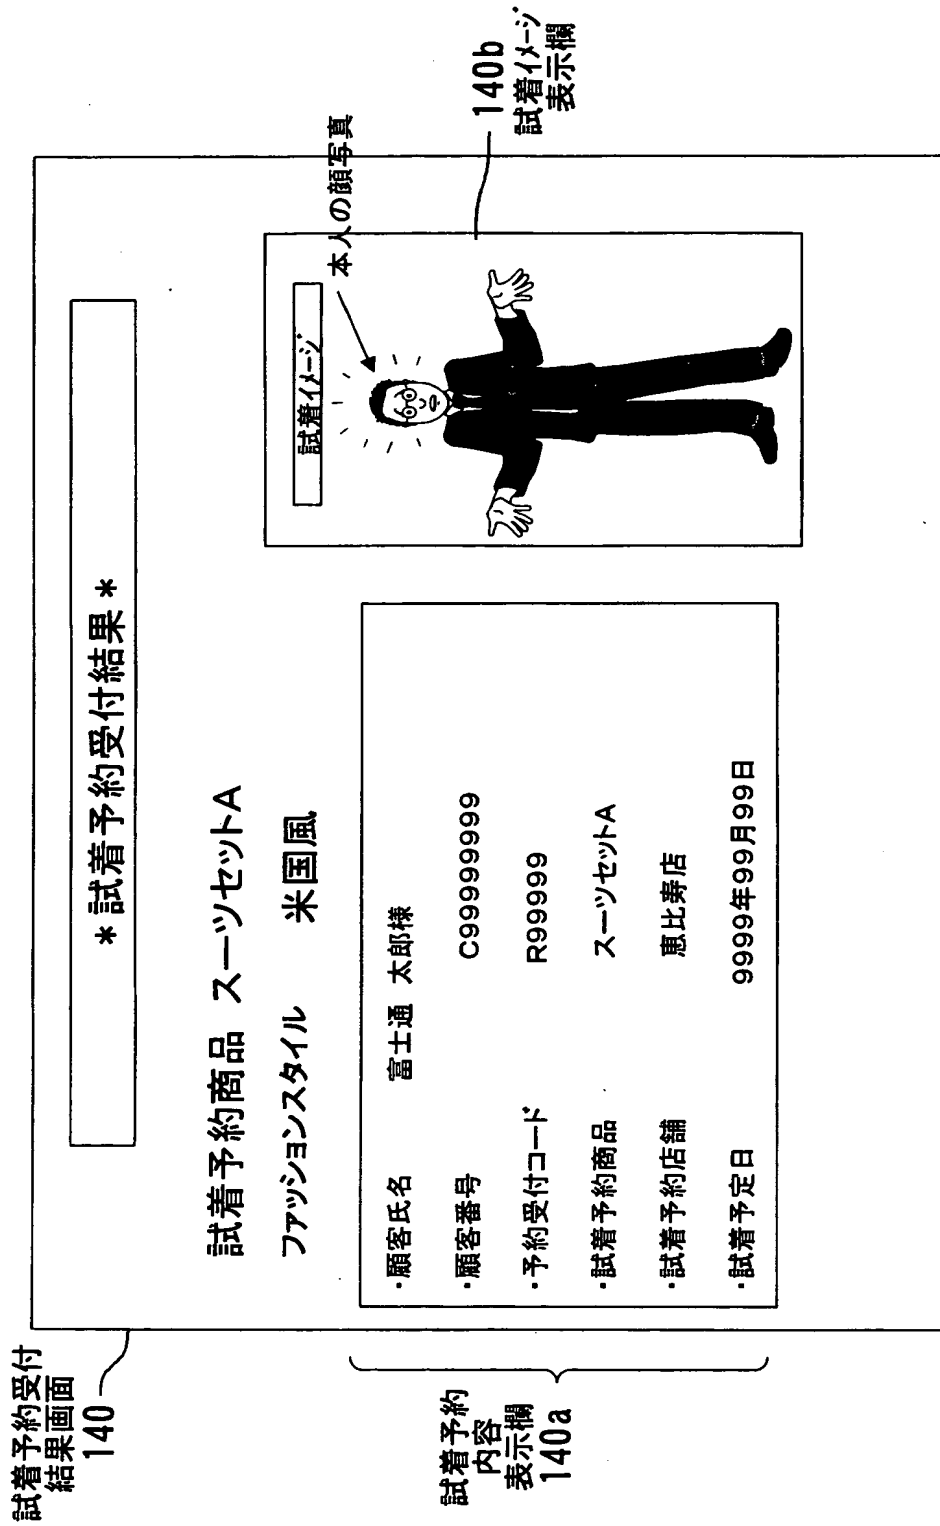 試着予約受付
結果画面
140
*試着予約受付結果*
試着予約商品 スーツセットA
ファッションスタイル 米国風
試着予約
内容
表示欄
140a
・顧客氏名 富士通 太郎様
・顧客番号 C99999999
・予約受付コード R99999
・試着予約商品 スーツセットA
・試着予約店舗 恵比寿店
・試着予定日 9999年99月99日
試着イメージ
本人の顔写真
140b
試着イメージ
表示欄